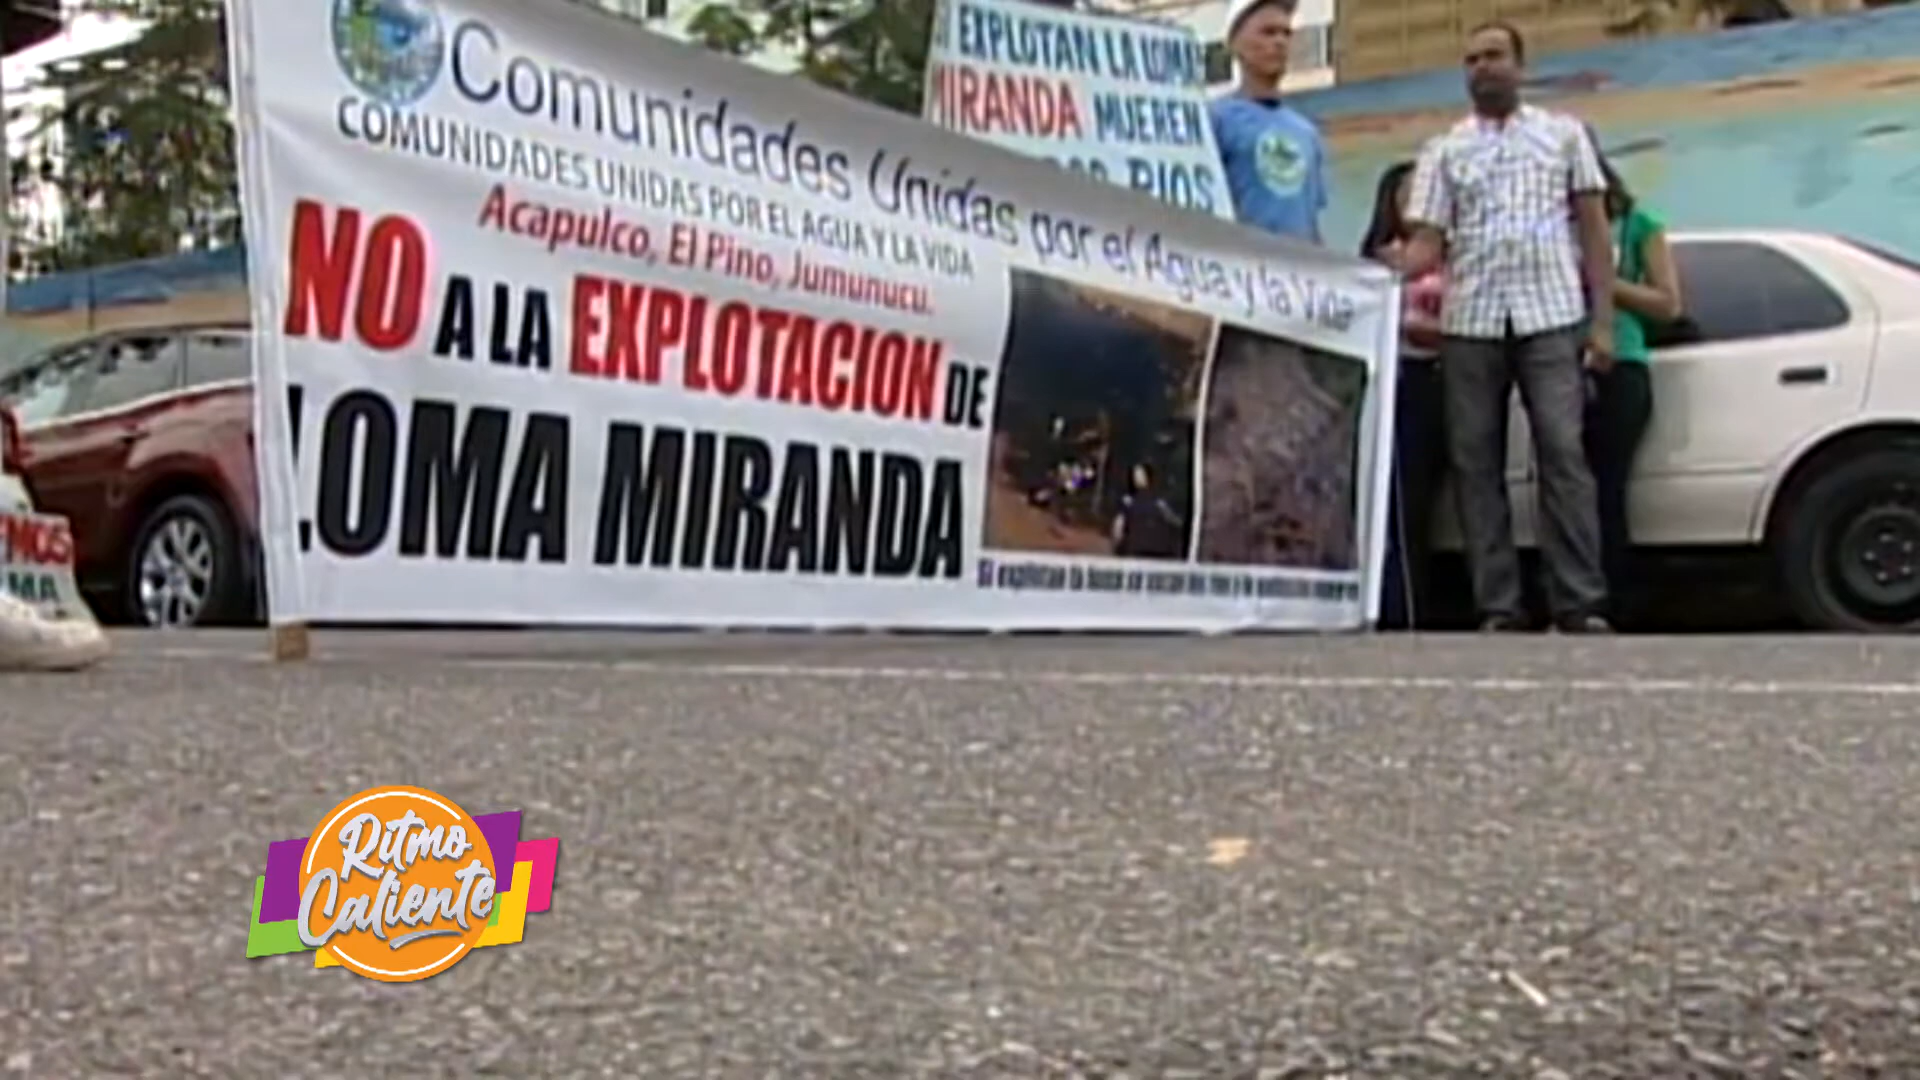 Comunidades Unidas por el Agua y la Vida
COMUNIDADES UNIDAS POR EL AGUA Y LA VIDA
Acapulco, El Pino, Jumunucu.
NO A LA EXPLOTACION DE
LOMA MIRANDA
EXPLOTAN LA LOMA
MIRANDA MUEREN
RIOS
Ritmo
Caliente